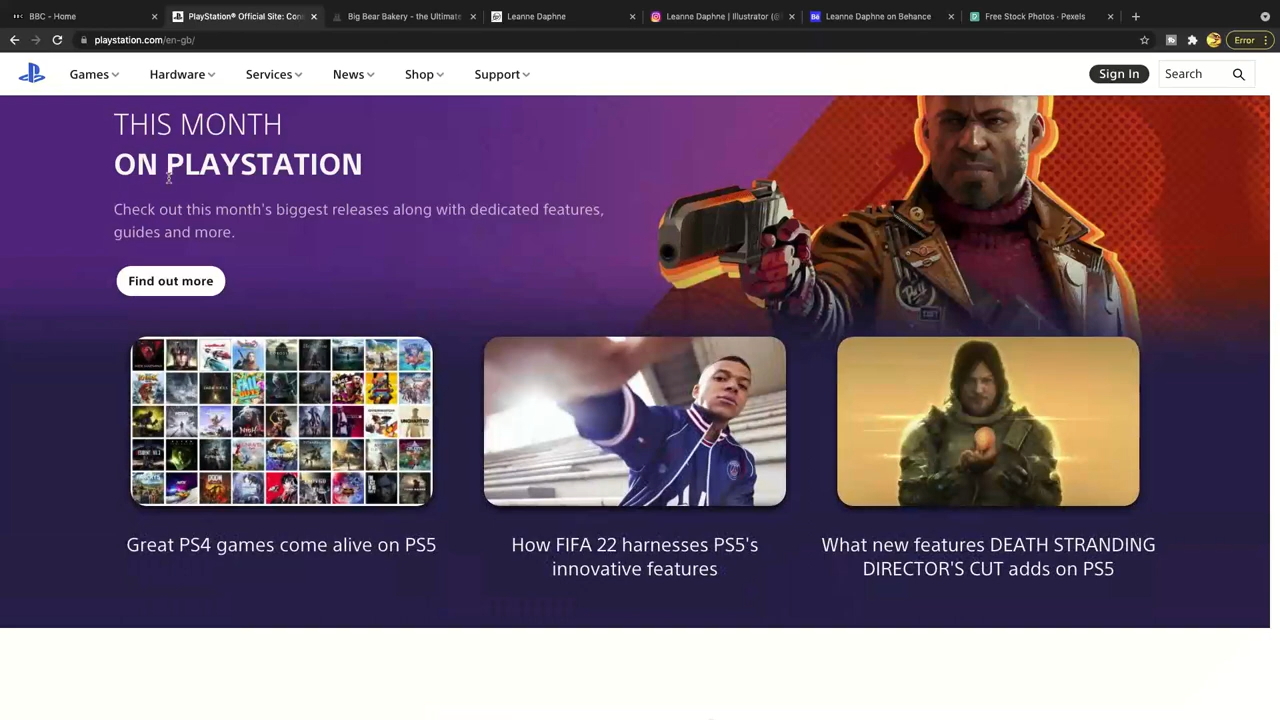 BBC - Home
PlayStation® Official Site: Con
Big Bear Bakery - the Ultimate
Leanne Daphne
Leanne Daphne | Illustrator (@
Leanne Daphne on Behance
Free Stock Photos · Pexels
playstation.com/en-gb/
Error
Games
Hardware
Services
News
Shop
Support
Sign In
Search
THIS MONTH
ON PLAYSTATION
Check out this month's biggest releases along with dedicated features,
guides and more.
Find out more
Great PS4 games come alive on PS5
How FIFA 22 harnesses PS5's
innovative features
What new features DEATH STRANDING
DIRECTOR'S CUT adds on PS5